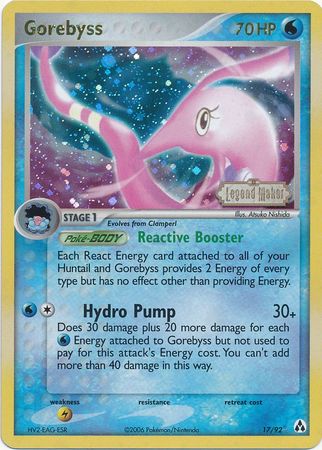 Gorebyss
70 HP
Legend Maker
Illus. Atsuko Nishida
STAGE 1
Evolves from Clamperl
Poké-BODY Reactive Booster
Each React Energy card attached to all of your
Huntail and Gorebyss provides 2 Energy of every
type but has no effect other than providing Energy.
Hydro Pump 30+
Does 30 damage plus 20 more damage for each
Energy attached to Gorebyss but not used to
pay for this attack's Energy cost. You can't add
more than 40 damage in this way.
weakness resistance retreat cost
HV2-EAG-ESR ©2006 Pokémon/Nintendo 17/92